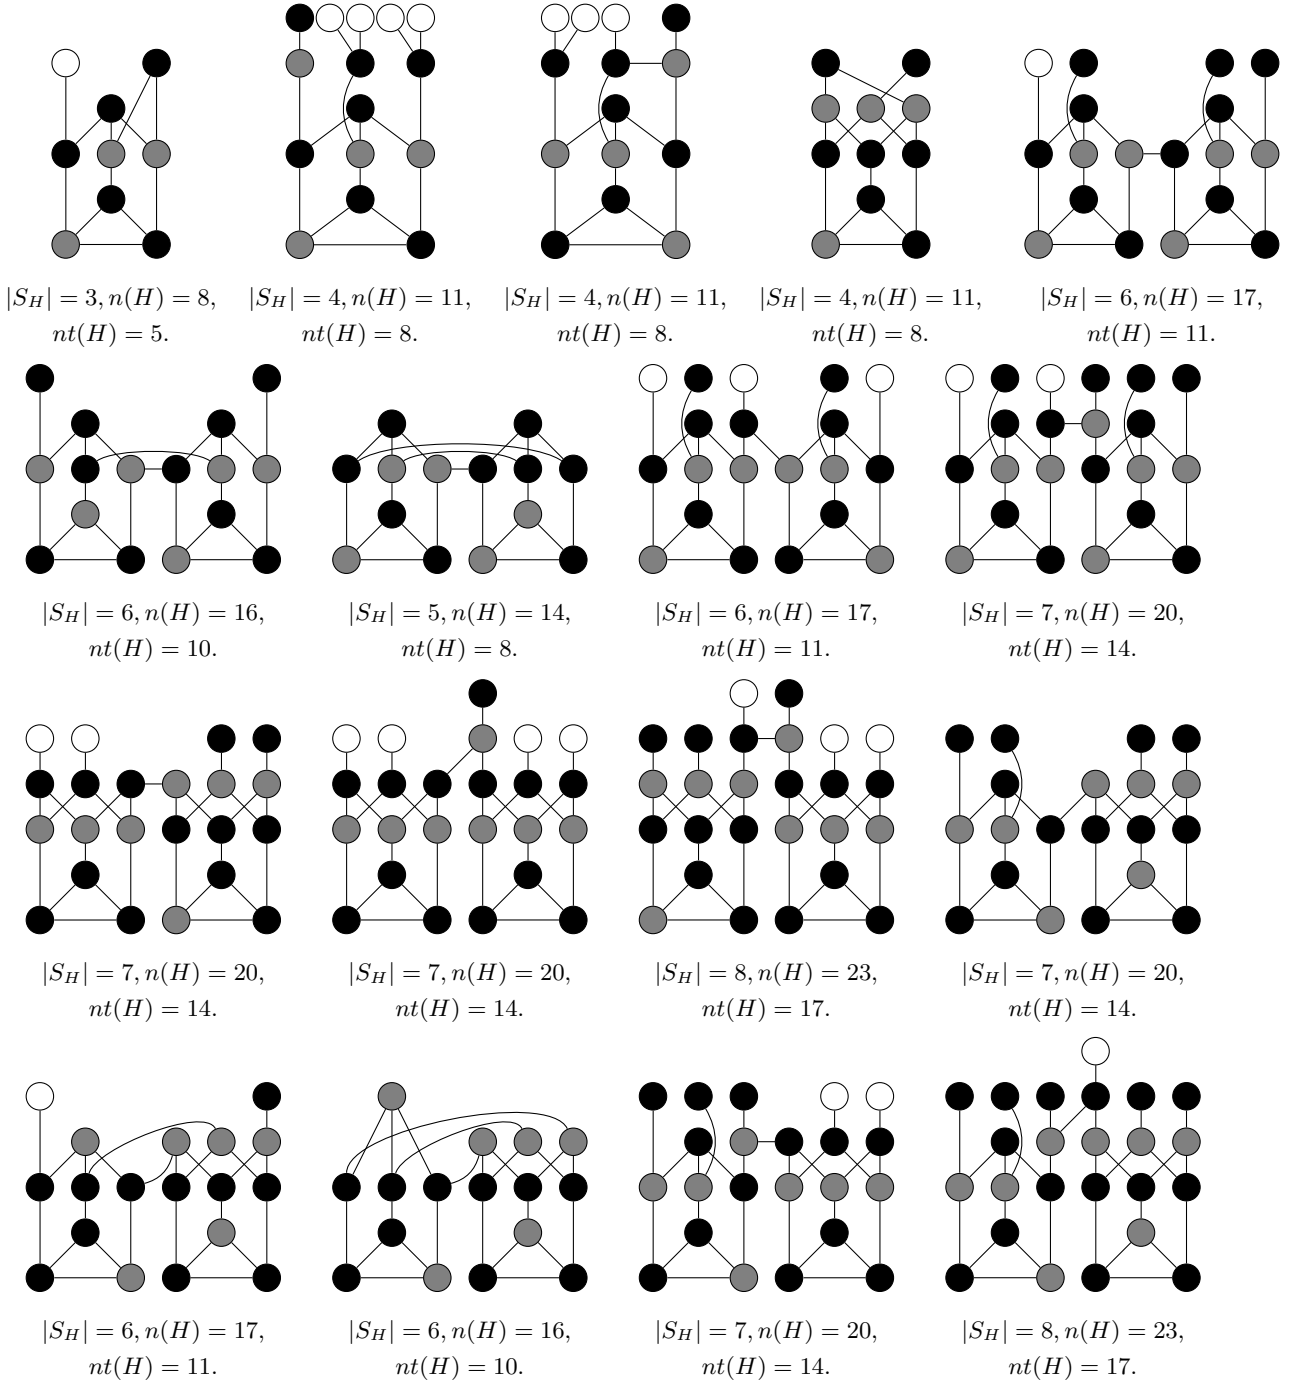 |S_H| = 3, n(H) = 8,
nt(H) = 5.
|S_H| = 4, n(H) = 11,
nt(H) = 8.
|S_H| = 4, n(H) = 11,
nt(H) = 8.
|S_H| = 4, n(H) = 11,
nt(H) = 8.
|S_H| = 6, n(H) = 17,
nt(H) = 11.
|S_H| = 6, n(H) = 16,
nt(H) = 10.
|S_H| = 5, n(H) = 14,
nt(H) = 8.
|S_H| = 6, n(H) = 17,
nt(H) = 11.
|S_H| = 7, n(H) = 20,
nt(H) = 14.
|S_H| = 7, n(H) = 20,
nt(H) = 14.
|S_H| = 7, n(H) = 20,
nt(H) = 14.
|S_H| = 8, n(H) = 23,
nt(H) = 17.
|S_H| = 7, n(H) = 20,
nt(H) = 14.
|S_H| = 6, n(H) = 17,
nt(H) = 11.
|S_H| = 6, n(H) = 16,
nt(H) = 10.
|S_H| = 7, n(H) = 20,
nt(H) = 14.
|S_H| = 8, n(H) = 23,
nt(H) = 17.